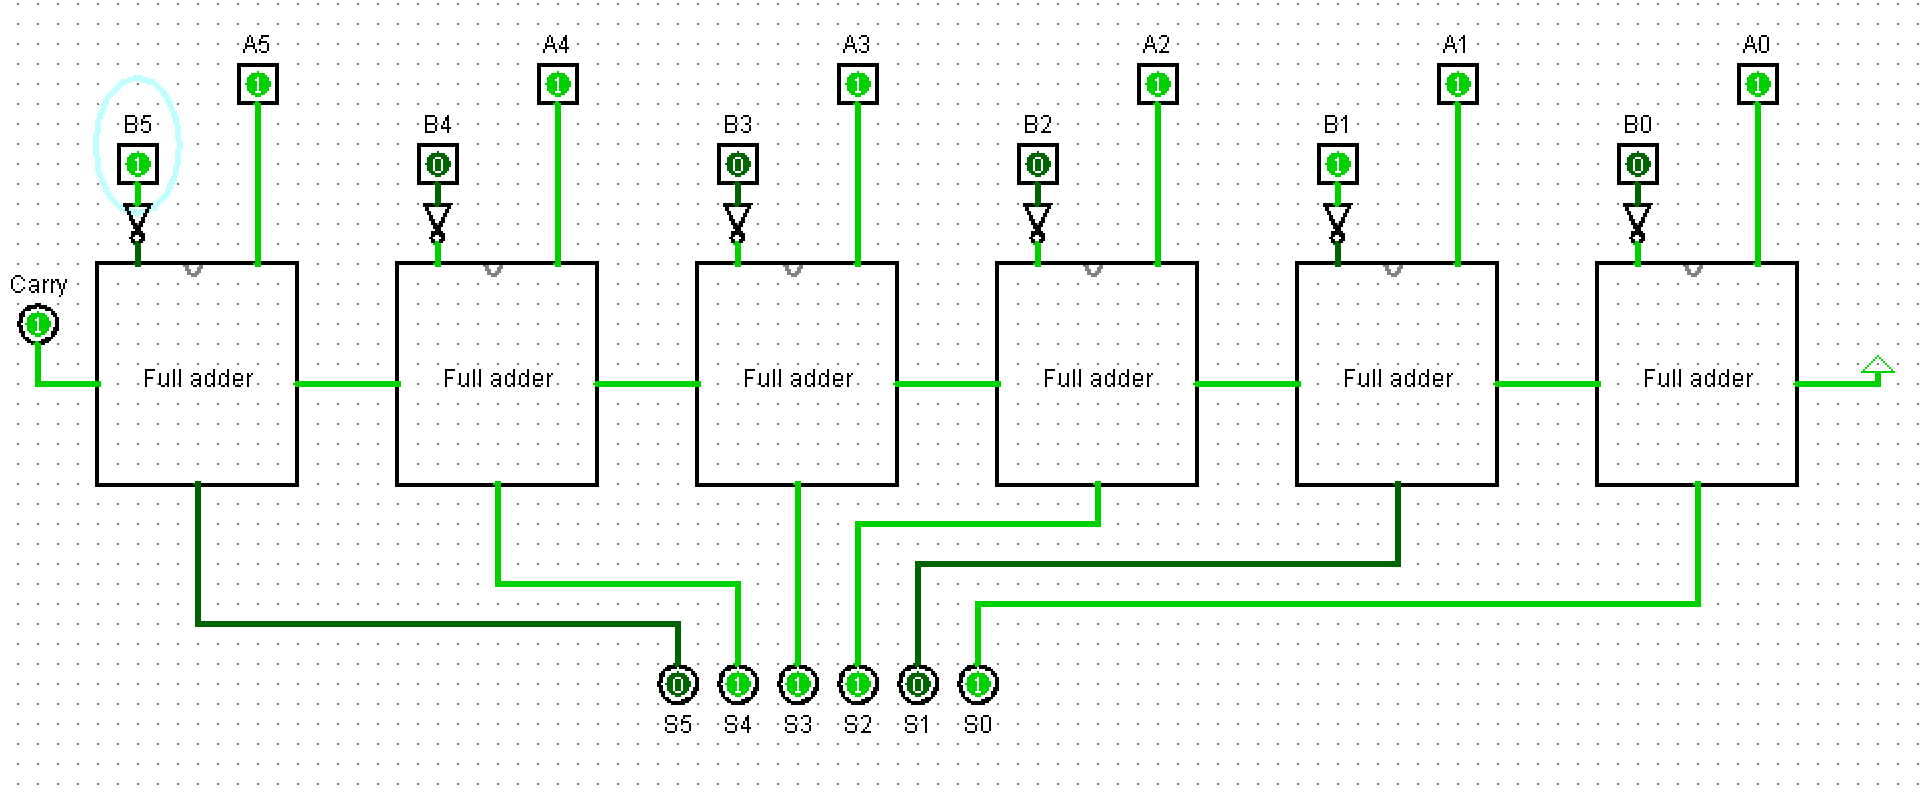 A5 A4 A3 A2 A1 A0
1 1 1 1 1 1
B5 B4 B3 B2 B1 B0
1 0 0 0 1 0
Carry
1
Full adder Full adder Full adder Full adder Full adder Full adder
0 1 1 1 0 1
S5 S4 S3 S2 S1 S0